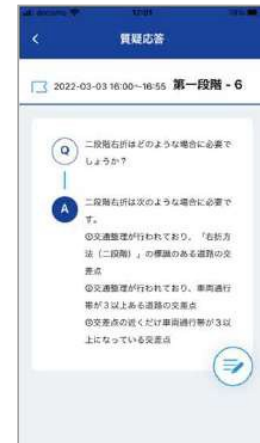 docomo
12:01
質疑応答
2022-03-03 16:00~16:55 第一段階 - 6
Q
二段階右折はどのような場合に必要で
しょうか？
A
二段階右折は次のような場合に必要で
す。
①交通整理が行われており、「右折方
法（二段階）」の標識のある道路の交
差点
②交通整理が行われており、車両通行
帯が３以上ある道路の交差点
③交差点の近くだけ車両通行帯が３以
上になっている交差点